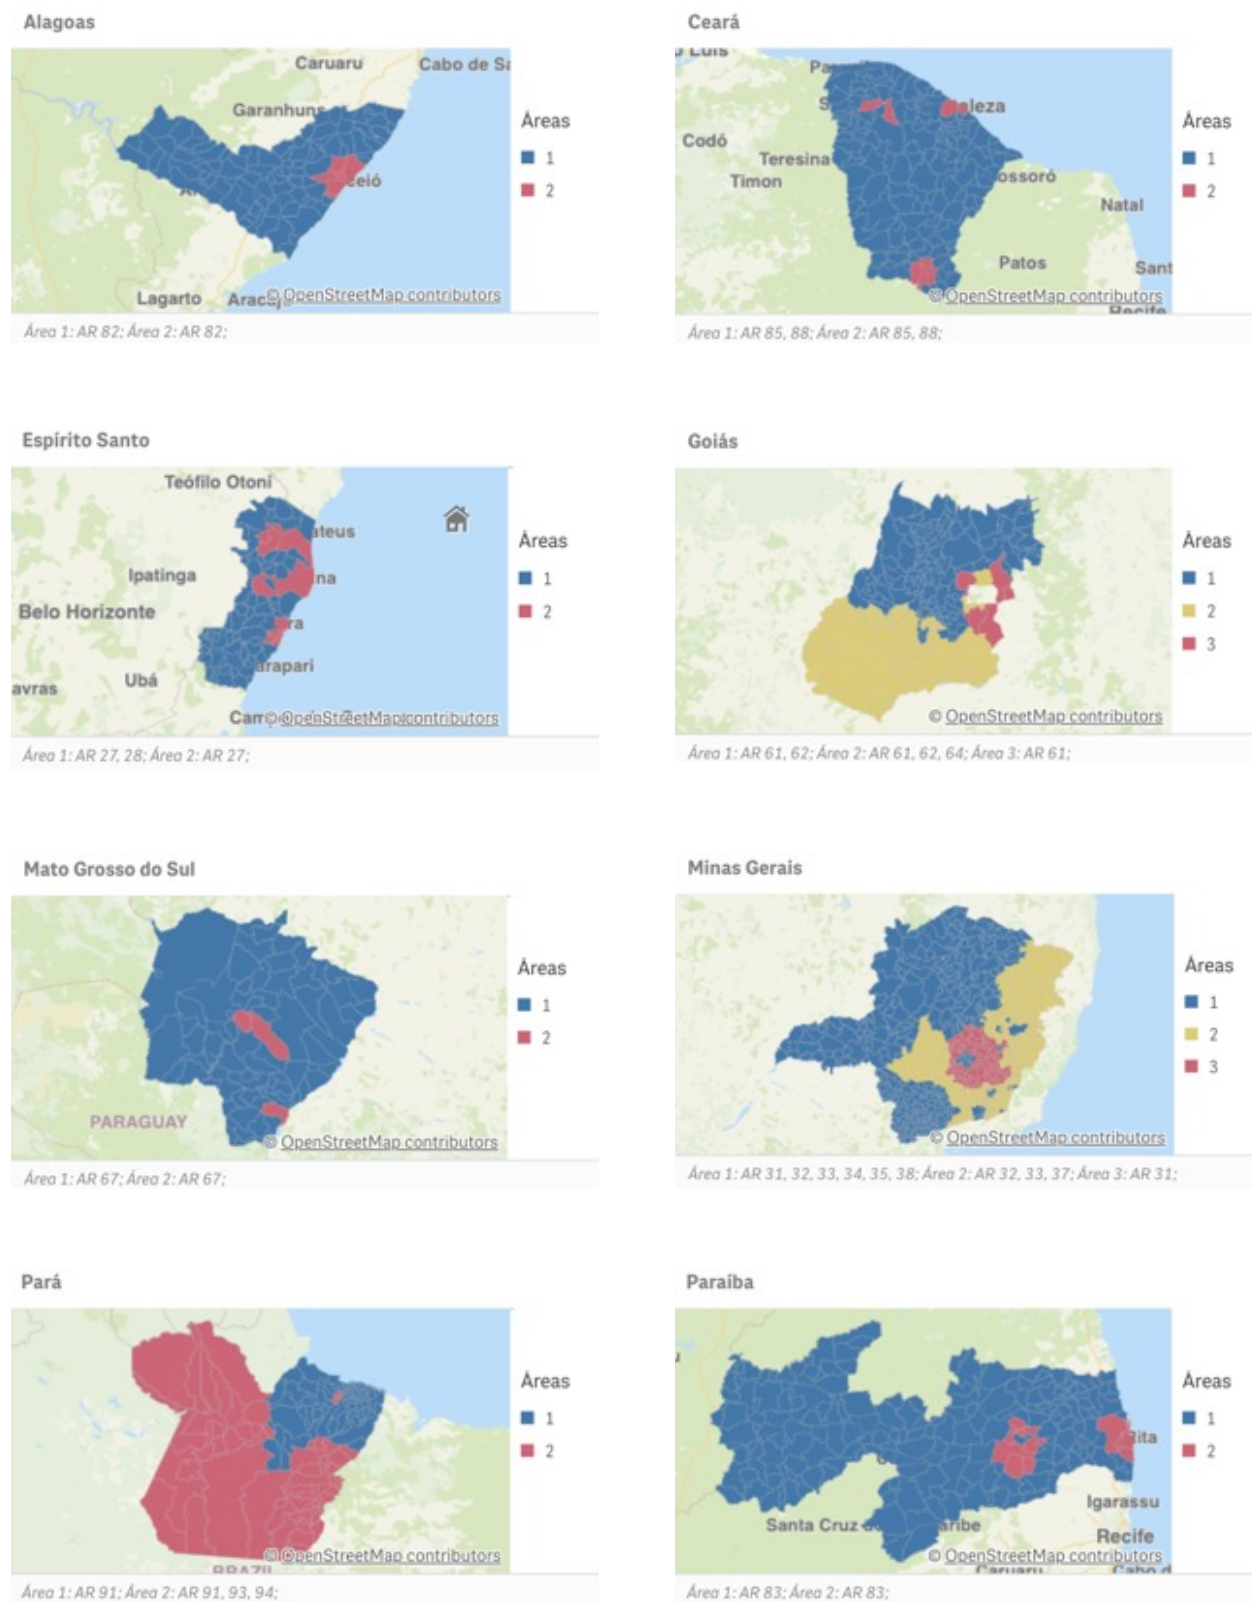 Alagoas
Caruaru
Garanhuns
Lagarto
© OpenStreetMap contributors
Áreas
1
2
Área 1: AR 82; Área 2: AR 82;
Ceará
Codó
Teresina
Timon
Natal
Patos
Recife
© OpenStreetMap contributors
Áreas
1
2
Área 1: AR 85, 88; Área 2: AR 85, 88;
Espírito Santo
Teófilo Otoni
Ipatinga
Belo Horizonte
Ubá
© OpenStreetMap contributors
Áreas
1
2
Área 1: AR 27, 28; Área 2: AR 27;
Goiás
© OpenStreetMap contributors
Áreas
1
2
3
Área 1: AR 61, 62; Área 2: AR 61, 62, 64; Área 3: AR 61;
Mato Grosso do Sul
PARAGUAY
© OpenStreetMap contributors
Áreas
1
2
Área 1: AR 67; Área 2: AR 67;
Minas Gerais
© OpenStreetMap contributors
Áreas
1
2
3
Área 1: AR 31, 32, 33, 34, 35, 38; Área 2: AR 32, 33, 37; Área 3: AR 31;
Pará
© OpenStreetMap contributors
BRAZIL
Áreas
1
2
Área 1: AR 91; Área 2: AR 91, 93, 94;
Paraíba
Igarassu
Santa Cruz
Recife
© OpenStreetMap contributors
Caruaru
Áreas
1
2
Área 1: AR 83; Área 2: AR 83;